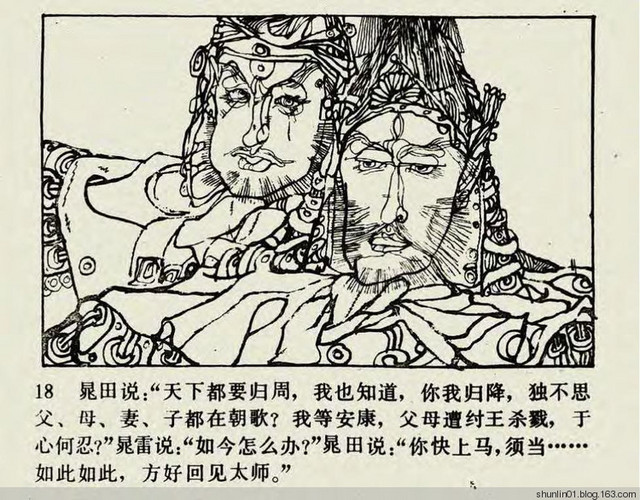 18 晁田说：“天下都要归周，我也知道，你我归降，独不思
父、母、妻、子都在朝歌？我等安康，父母遭纣王杀戮，于
心何忍？”晁雷说：“如今怎么办？”晁田说：“你快上马，须当……
如此如此，方好回见太师。”
shunlin01.blog.163.com